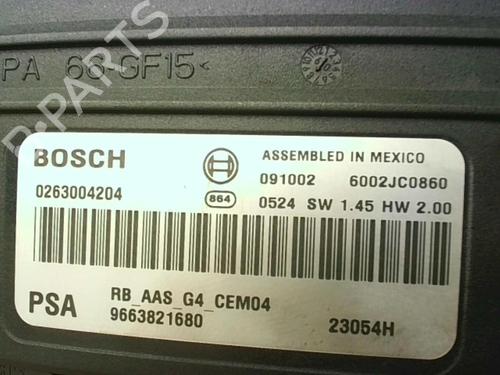 B-PARTS
PA 66-GF15<
BOSCH
ASSEMBLED IN MEXICO
091002 6002JC0860
0263004204
864
0524 SW 1.45 HW 2.00
PSA
RB_AAS_G4_CEM04
9663821680
23054H